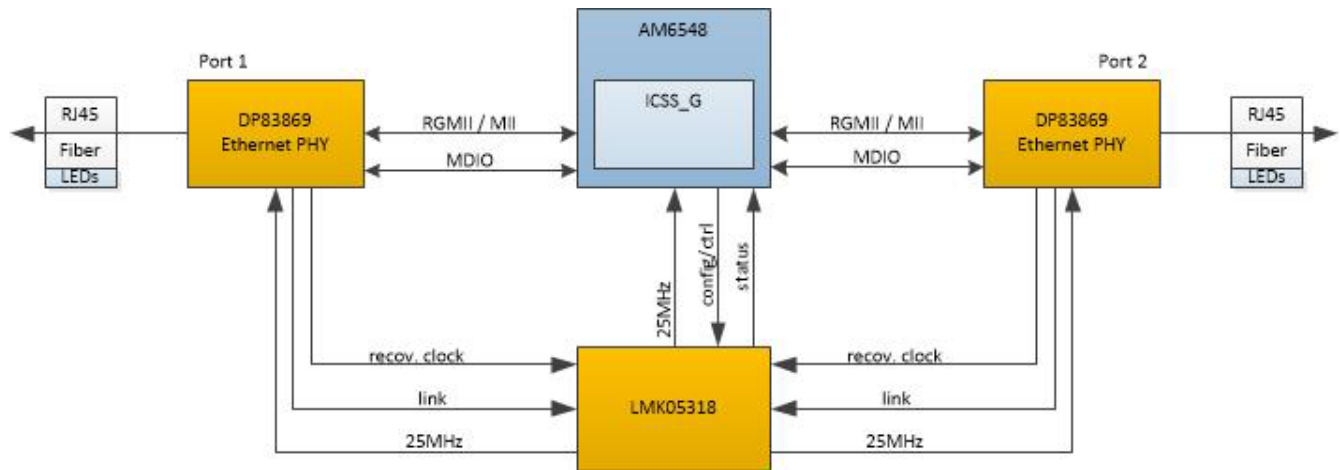 AM6548
Port 1
Port 2
ICSS_G
RJ45
Fiber
LEDs
DP83869
Ethernet PHY
RGMII / MII
MDIO
RGMII / MII
MDIO
DP83869
Ethernet PHY
RJ45
Fiber
LEDs
25MHz
config/ctrl
status
recov. clock
link
25MHz
LMK05318
recov. clock
link
25MHz